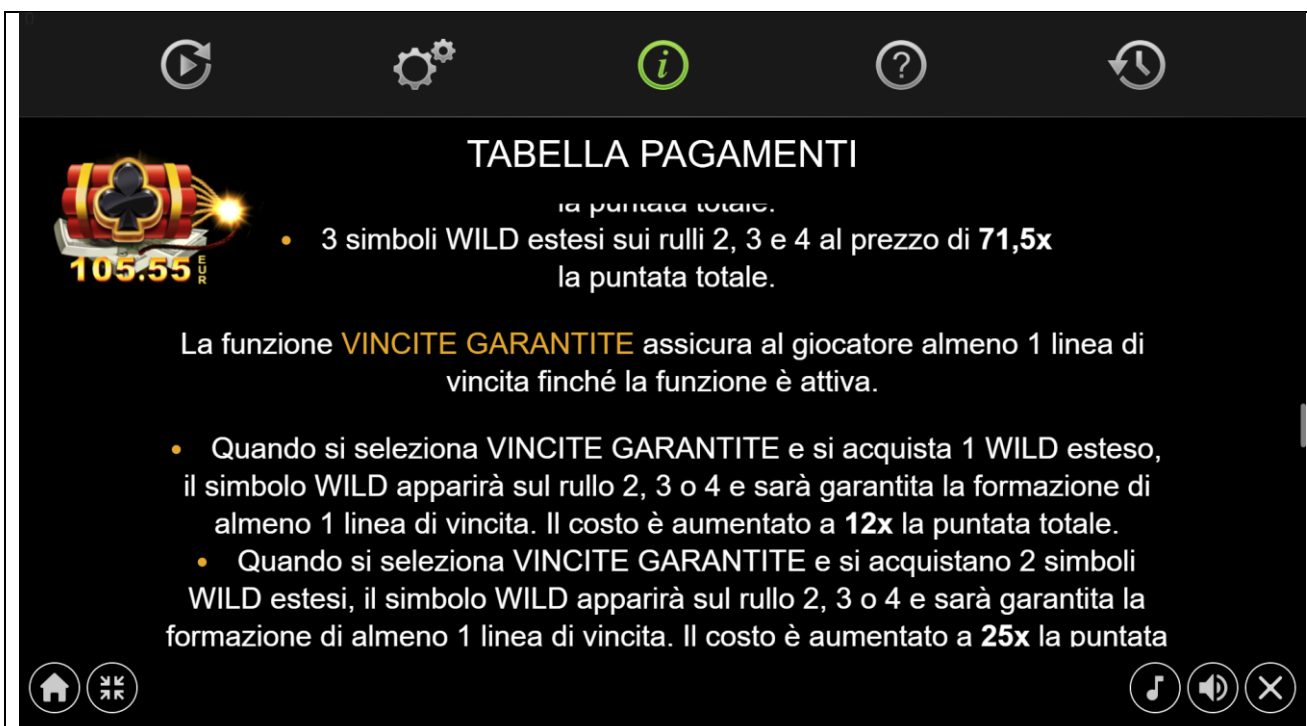 0
TABELLA PAGAMENTI
la puntata totale.
• 3 simboli WILD estesi sui rulli 2, 3 e 4 al prezzo di 71,5x
la puntata totale.
105.55 EUR
La funzione VINCITE GARANTITE assicura al giocatore almeno 1 linea di
vincita finché la funzione è attiva.
• Quando si seleziona VINCITE GARANTITE e si acquista 1 WILD esteso,
il simbolo WILD apparirà sul rullo 2, 3 o 4 e sarà garantita la formazione di
almeno 1 linea di vincita. Il costo è aumentato a 12x la puntata totale.
• Quando si seleziona VINCITE GARANTITE e si acquistano 2 simboli
WILD estesi, il simbolo WILD apparirà sul rullo 2, 3 o 4 e sarà garantita la
formazione di almeno 1 linea di vincita. Il costo è aumentato a 25x la puntata